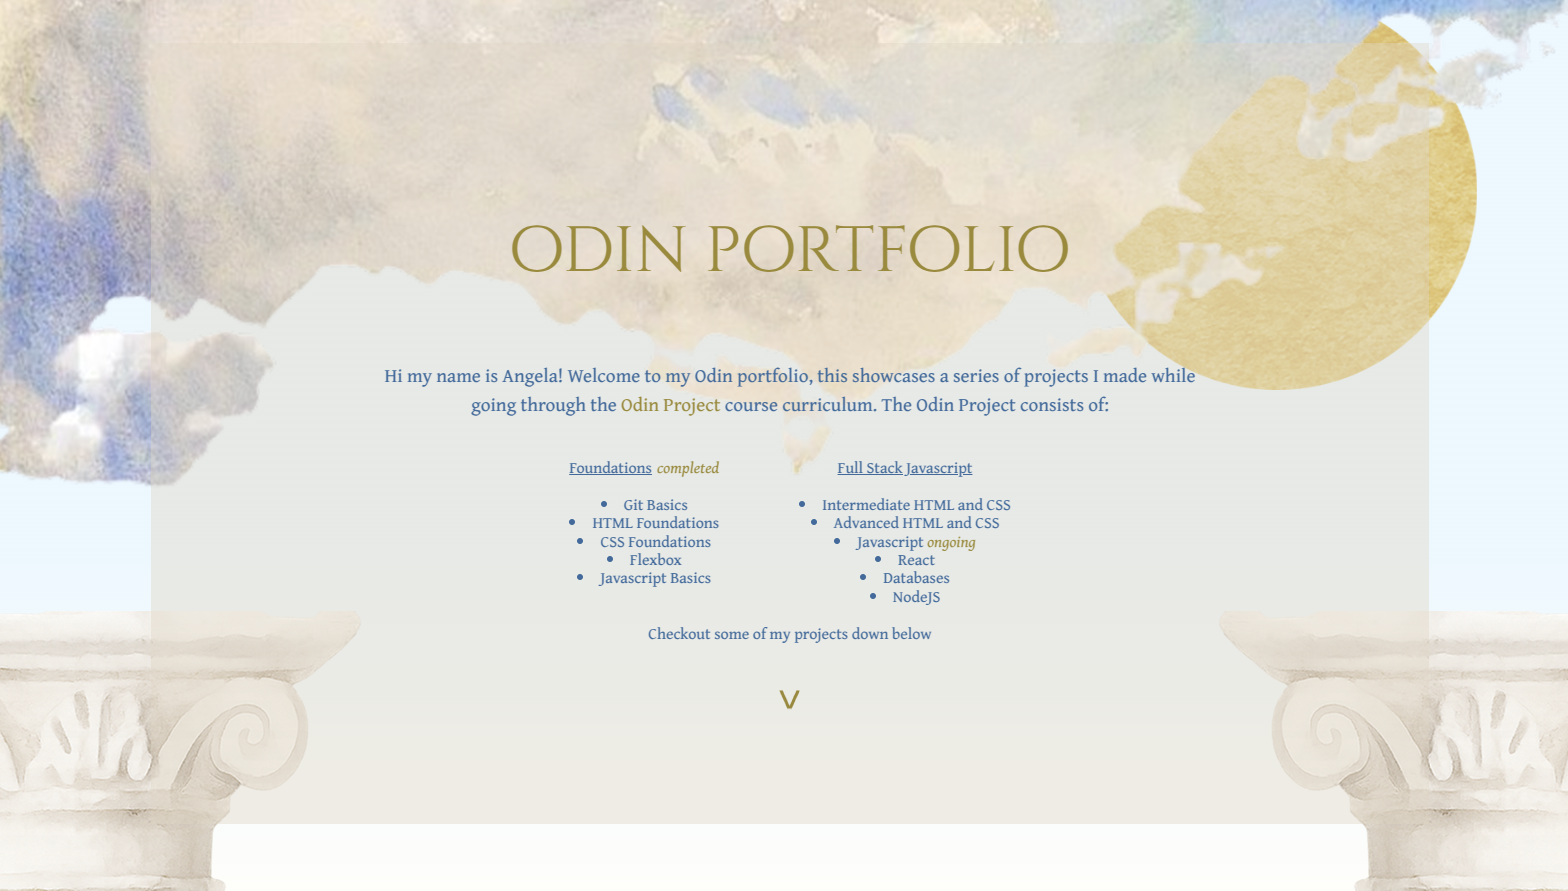 ODIN PORTFOLIO
Hi my name is Angela! Welcome to my Odin portfolio, this showcases a series of projects I made while
going through the Odin Project course curriculum. The Odin Project consists of:
Foundations completed
• Git Basics
• HTML Foundations
• CSS Foundations
• Flexbox
• Javascript Basics
Full Stack Javascript
• Intermediate HTML and CSS
• Advanced HTML and CSS
• Javascript ongoing
• React
• Databases
• NodeJS
Checkout some of my projects down below
V